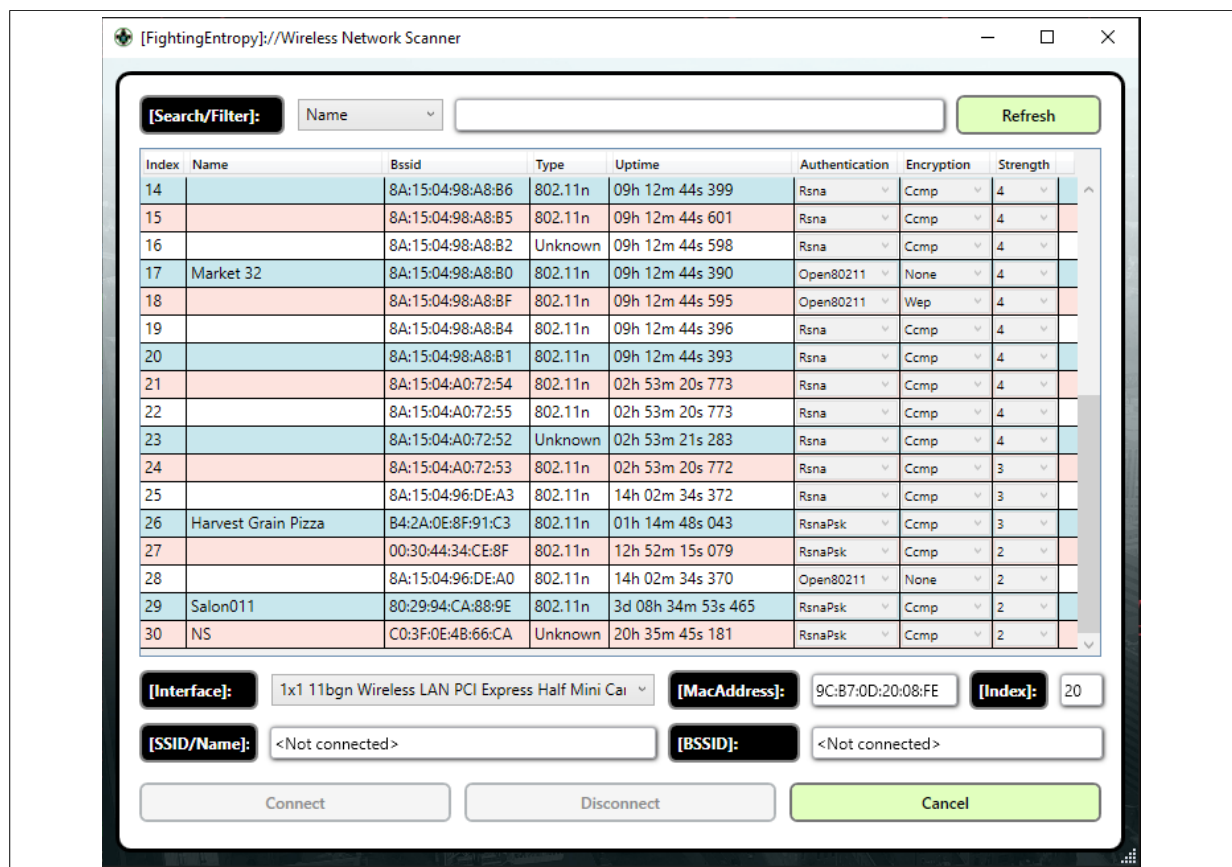 [FightingEntropy]://Wireless Network Scanner
[Search/Filter]: Name Refresh
Index Name Bssid Type Uptime Authentication Encryption Strength
14 8A:15:04:98:A8:B6 802.11n 09h 12m 44s 399 Rsna Ccmp 4
15 8A:15:04:98:A8:B5 802.11n 09h 12m 44s 601 Rsna Ccmp 4
16 8A:15:04:98:A8:B2 Unknown 09h 12m 44s 598 Rsna Ccmp 4
17 Market 32 8A:15:04:98:A8:B0 802.11n 09h 12m 44s 390 Open80211 None 4
18 8A:15:04:98:A8:BF 802.11n 09h 12m 44s 595 Open80211 Wep 4
19 8A:15:04:98:A8:B4 802.11n 09h 12m 44s 396 Rsna Ccmp 4
20 8A:15:04:98:A8:B1 802.11n 09h 12m 44s 393 Rsna Ccmp 4
21 8A:15:04:A0:72:54 802.11n 02h 53m 20s 773 Rsna Ccmp 4
22 8A:15:04:A0:72:55 802.11n 02h 53m 20s 773 Rsna Ccmp 4
23 8A:15:04:A0:72:52 Unknown 02h 53m 21s 283 Rsna Ccmp 4
24 8A:15:04:A0:72:53 802.11n 02h 53m 20s 772 Rsna Ccmp 3
25 8A:15:04:96:DE:A3 802.11n 14h 02m 34s 372 Rsna Ccmp 3
26 Harvest Grain Pizza B4:2A:0E:8F:91:C3 802.11n 01h 14m 48s 043 RsnaPsk Ccmp 3
27 00:30:44:34:CE:8F 802.11n 12h 52m 15s 079 RsnaPsk Ccmp 2
28 8A:15:04:96:DE:A0 802.11n 14h 02m 34s 370 Open80211 None 2
29 Salon011 80:29:94:CA:88:9E 802.11n 3d 08h 34m 53s 465 RsnaPsk Ccmp 2
30 NS C0:3F:0E:4B:66:CA Unknown 20h 35m 45s 181 RsnaPsk Ccmp 2
[Interface]: 1x1 11bgn Wireless LAN PCI Express Half Mini Car [MacAddress]: 9C:B7:0D:20:08:FE [Index]: 20
[SSID/Name]: <Not connected> [BSSID]: <Not connected>
Connect Disconnect Cancel